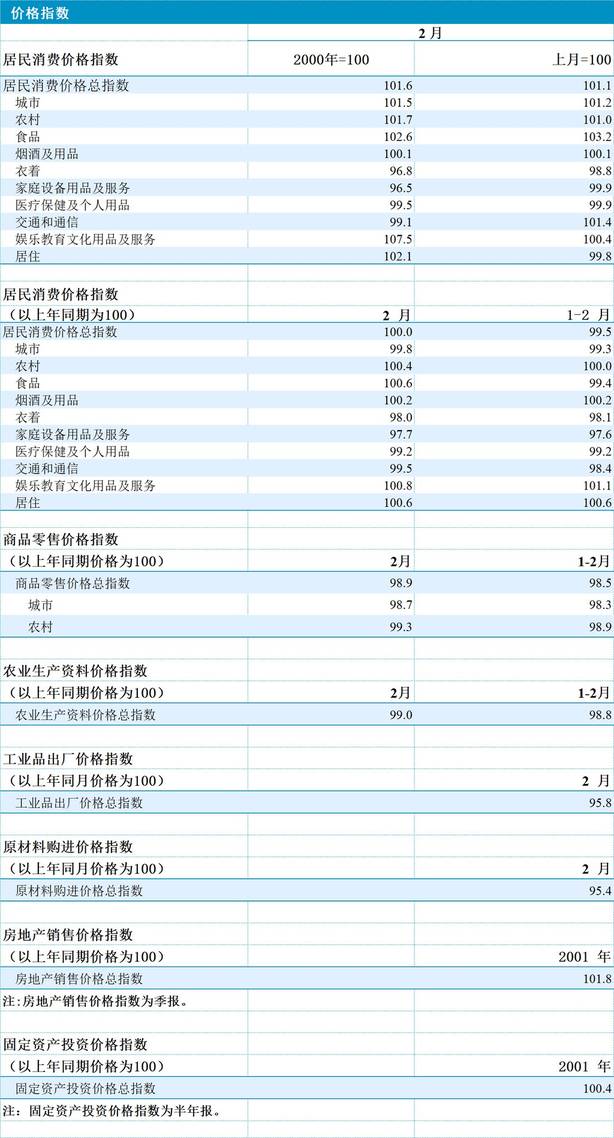 价格指数
2 月
居民消费价格指数 2000年=100 上月=100
居民消费价格总指数 101.6 101.1
城市 101.5 101.2
农村 101.7 101.0
食品 102.6 103.2
烟酒及用品 100.1 100.1
衣着 96.8 98.8
家庭设备用品及服务 96.5 99.9
医疗保健及个人用品 99.5 99.9
交通和通信 99.1 101.4
娱乐教育文化用品及服务 107.5 100.4
居住 102.1 99.8
居民消费价格指数
(以上年同期为100) 2 月 1-2 月
居民消费价格总指数 100.0 99.5
城市 99.8 99.3
农村 100.4 100.0
食品 100.6 99.4
烟酒及用品 100.2 100.2
衣着 98.0 98.1
家庭设备用品及服务 97.7 97.6
医疗保健及个人用品 99.2 99.2
交通和通信 99.5 98.4
娱乐教育文化用品及服务 100.8 101.1
居住 100.6 100.6
商品零售价格指数
(以上年同期价格为100) 2月 1-2月
商品零售价格总指数 98.9 98.5
城市 98.7 98.3
农村 99.3 98.9
农业生产资料价格指数
(以上年同期价格为100) 2月 1-2月
农业生产资料价格总指数 99.0 98.8
工业品出厂价格指数
(以上年同月价格为100) 2 月
工业品出厂价格总指数 95.8
原材料购进价格指数
(以上年同月价格为100) 2 月
原材料购进价格总指数 95.4
房地产销售价格指数
(以上年同期价格为100) 2001 年
房地产销售价格总指数 101.8
注:房地产销售价格指数为季报。
固定资产投资价格指数
(以上年同期价格为100) 2001 年
固定资产投资价格总指数 100.4
注: 固定资产投资价格指数为半年报。